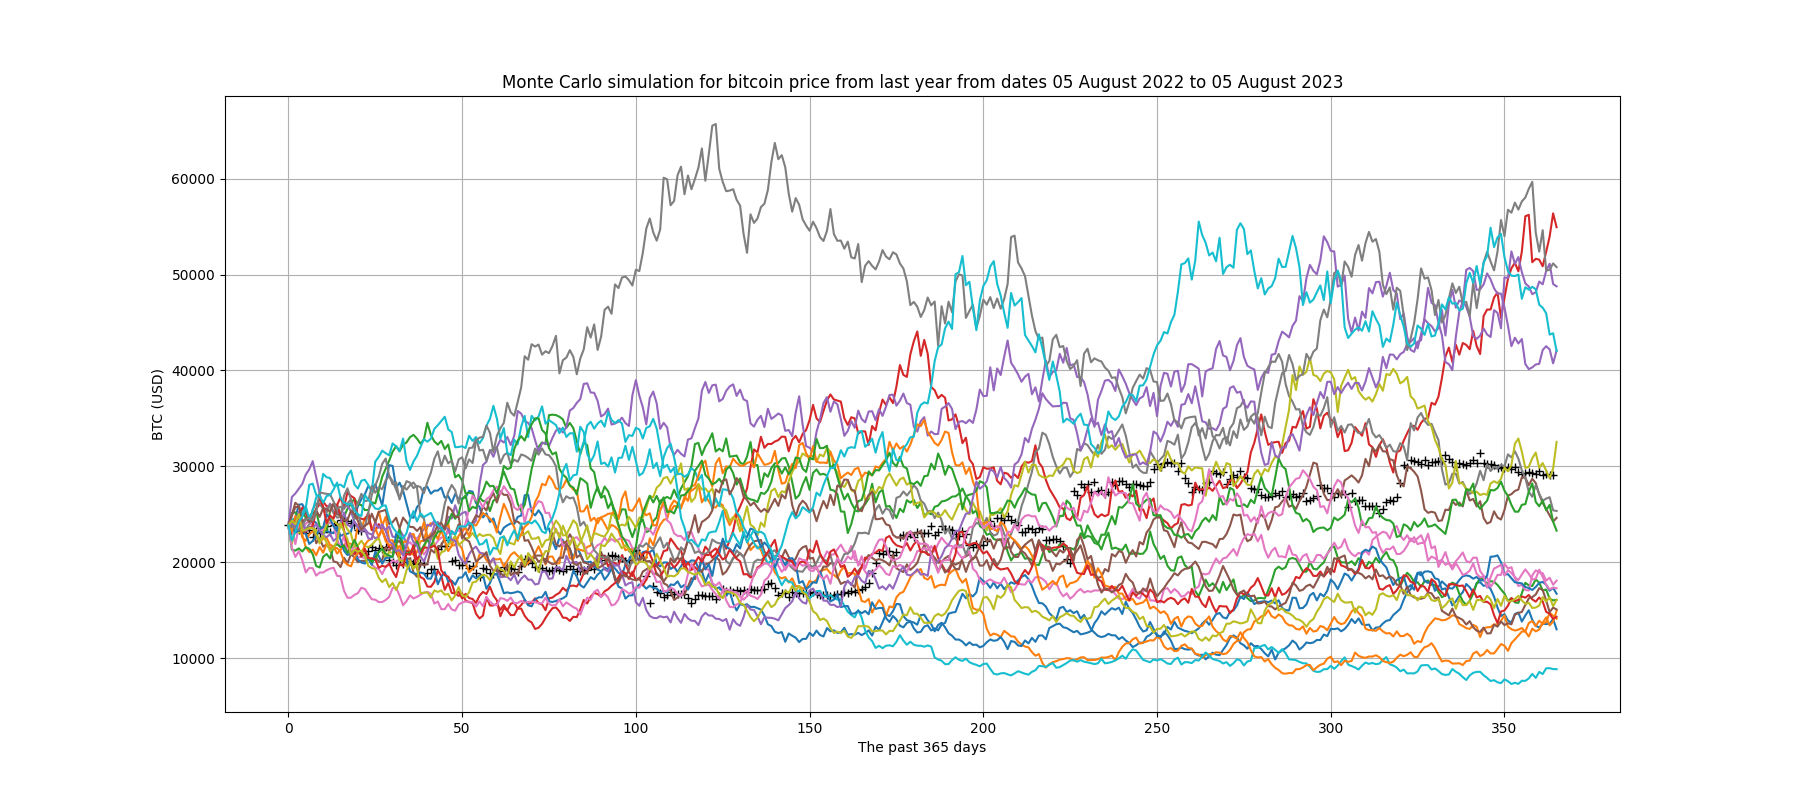 Monte Carlo simulation for bitcoin price from last year from dates 05 August 2022 to 05 August 2023
60000
50000
40000
30000
20000
10000
BTC (USD)
0 50 100 150 200 250 300 350
The past 365 days